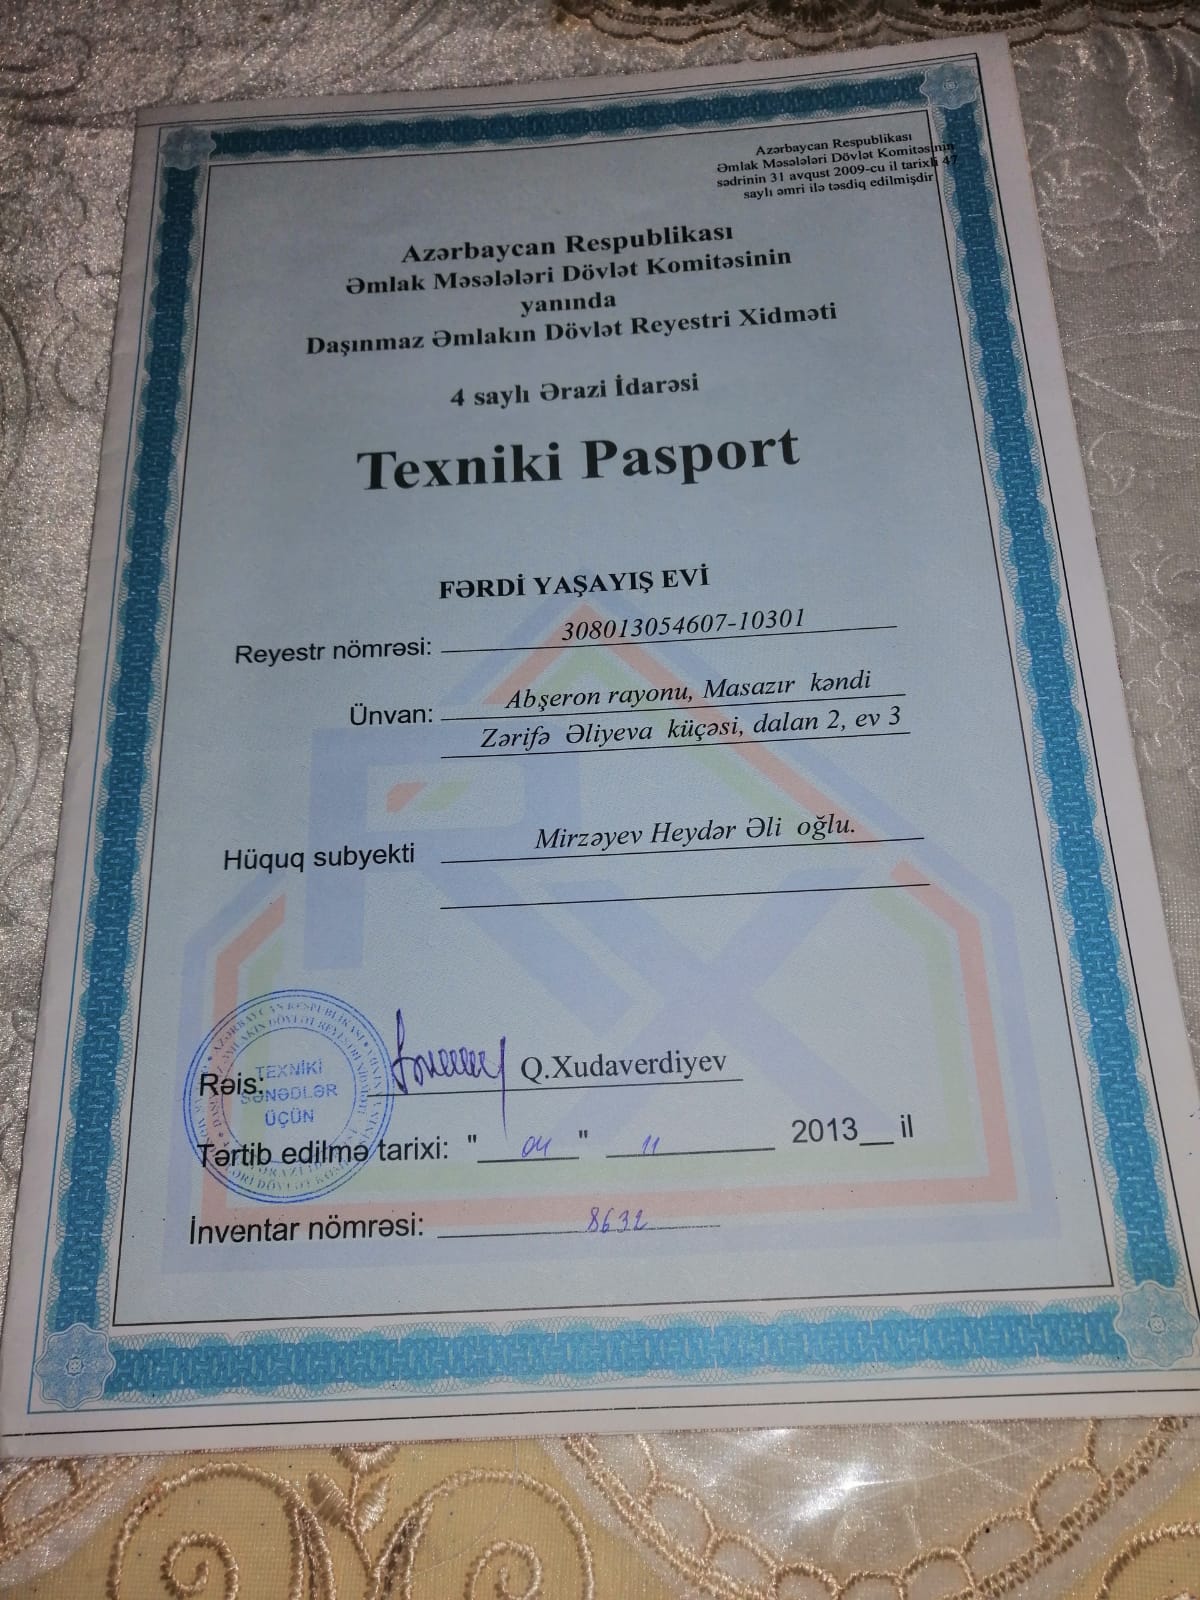 Azərbaycan Respublikası
Əmlak Məsələləri Dövlət Komitəsinin
sədrinin 31 avqust 2009-cu il tarixli 47
saylı əmri ilə təsdiq edilmişdir
Azərbaycan Respublikası
Əmlak Məsələləri Dövlət Komitəsinin
yanında
Daşınmaz Əmlakın Dövlət Reyestri Xidməti
4 saylı Ərazi İdarəsi
Texniki Pasport
FƏRDİ YAŞAYIŞ EVİ
Reyestr nömrəsi: 308013054607-10301
Ünvan: Abşeron rayonu, Masazır kəndi
Zərifə Əliyeva küçəsi, dalan 2, ev 3
Hüquq subyekti Mirzəyev Heydər Əli oğlu.
TEXNİKİ
SƏNƏDLƏR
ÜÇÜN
Rəis: Q.Xudaverdiyev
Tərtib edilmə tarixi: "04" 11 2013__ il
İnventar nömrəsi: 8632